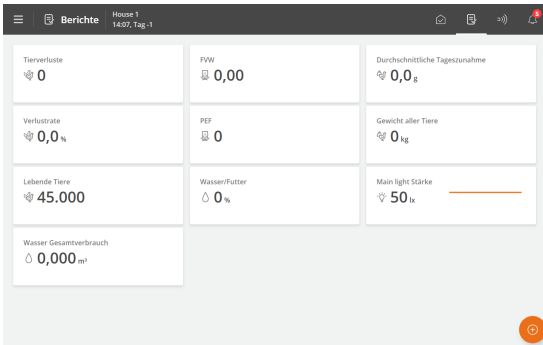 Berichte
House 1
14:07, Tag -1
5
Tierverluste
0
FVW
0,00
Durchschnittliche Tageszunahme
0,0 g
Verlustrate
0,0 %
PEF
0
Gewicht aller Tiere
0 kg
Lebende Tiere
45.000
Wasser/Futter
0 %
Main light Stärke
50 lx
Wasser Gesamtverbrauch
0,000 m³